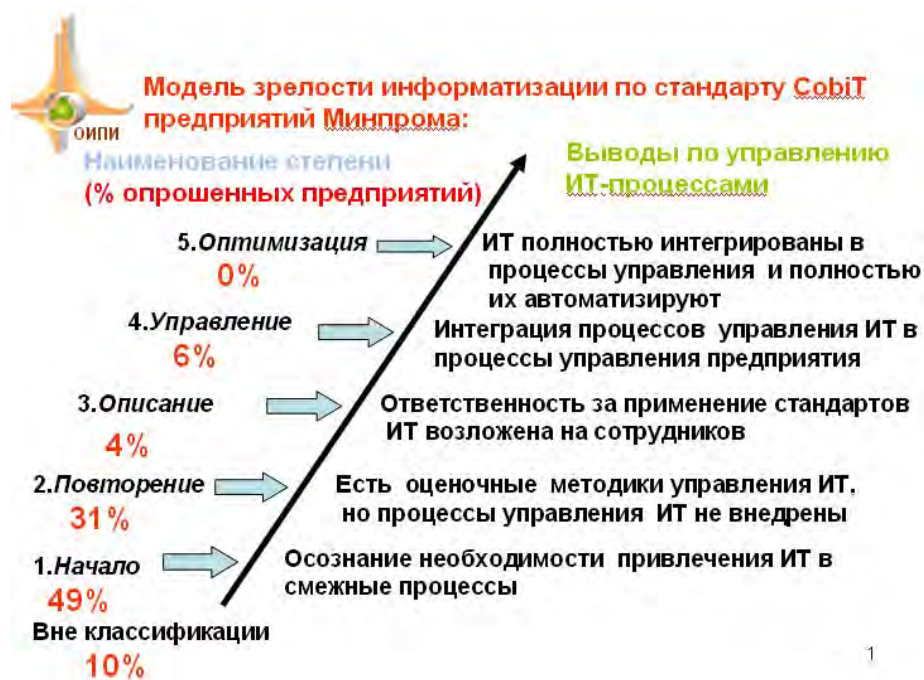 Модель зрелости информатизации по стандарту CobiT
предприятий Минпрома:
ОИПИ
Наименование степени
(% опрошенных предприятий)
Выводы по управлению
ИТ-процессами
5.Оптимизация
0%
ИТ полностью интегрированы в
процессы управления и полностью
их автоматизируют
4.Управление
6%
Интеграция процессов управления ИТ в
процессы управления предприятия
3.Описание
4%
Ответственность за применение стандартов
ИТ возложена на сотрудников
2.Повторение
31%
Есть оценочные методики управления ИТ,
но процессы управления ИТ не внедрены
1.Начало
49%
Осознание необходимости привлечения ИТ в
смежные процессы
Вне классификации
10%
1